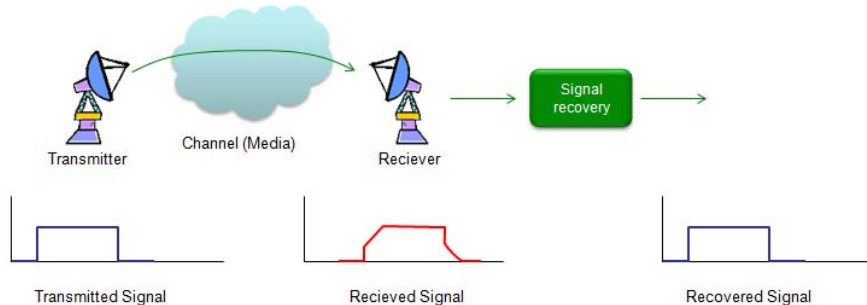 Signal
recovery
Channel (Media)
Transmitter
Reciever
Transmitted Signal
Recieved Signal
Recovered Signal